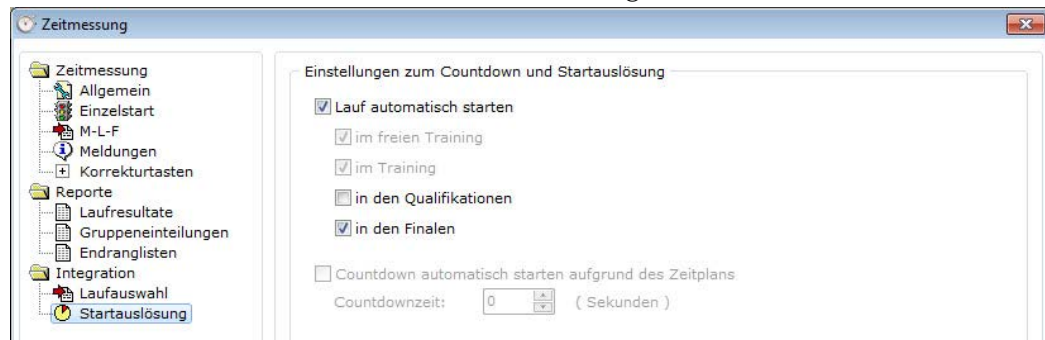 Zeitmessung
Zeitmessung
Allgemein
Einzelstart
M-L-F
Meldungen
Korrekturtasten
Reporte
Laufresultate
Gruppeneinteilungen
Endranglisten
Integration
Laufauswahl
Startauslösung
Einstellungen zum Countdown und Startauslösung
Lauf automatisch starten
im freien Training
im Training
in den Qualifikationen
in den Finalen
Countdown automatisch starten aufgrund des Zeitplans
Countdownzeit: 0 ( Sekunden )